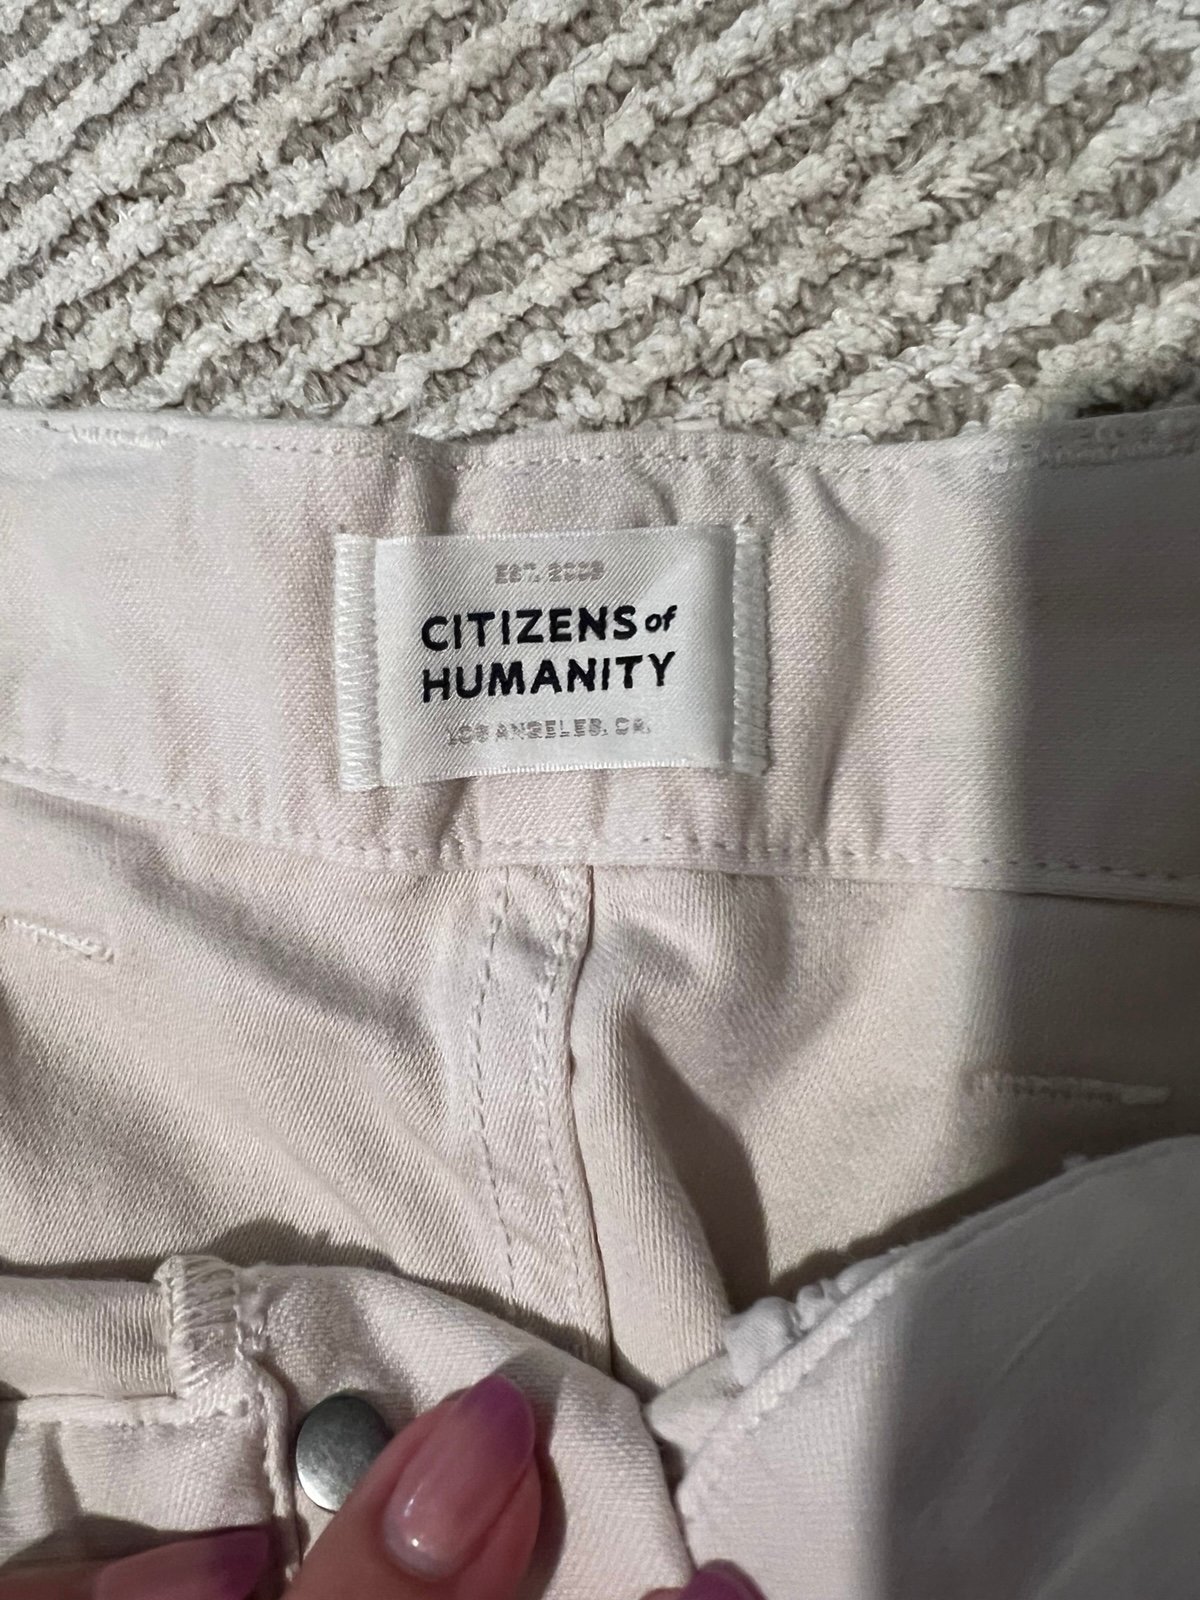 EST. 2003
CITIZENS of
HUMANITY
LOS ANGELES, CA.